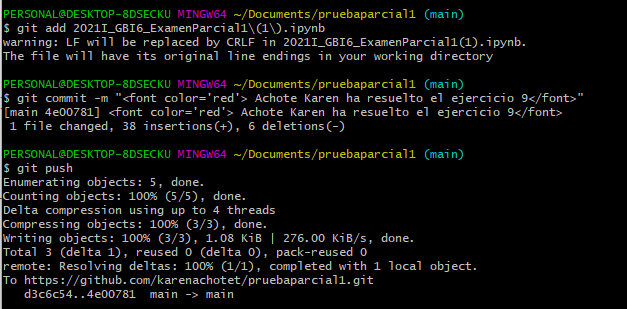 PERSONAL@DESKTOP-8DSECKU MINGW64 ~/Documents/pruebaparcial1 (main)
$ git add 2021I_GBI6_ExamenParcial1\(1\).ipynb
warning: LF will be replaced by CRLF in 2021I_GBI6_ExamenParcial1(1).ipynb.
The file will have its original line endings in your working directory
PERSONAL@DESKTOP-8DSECKU MINGW64 ~/Documents/pruebaparcial1 (main)
$ git commit -m "<font color='red'> Achote Karen ha resuelto el ejercicio 9</font>"
[main 4e00781] <font color='red'> Achote Karen ha resuelto el ejercicio 9</font>
1 file changed, 38 insertions(+), 6 deletions(-)
PERSONAL@DESKTOP-8DSECKU MINGW64 ~/Documents/pruebaparcial1 (main)
$ git push
Enumerating objects: 5, done.
Counting objects: 100% (5/5), done.
Delta compression using up to 4 threads
Compressing objects: 100% (3/3), done.
Writing objects: 100% (3/3), 1.08 KiB | 276.00 KiB/s, done.
Total 3 (delta 1), reused 0 (delta 0), pack-reused 0
remote: Resolving deltas: 100% (1/1), completed with 1 local object.
To https://github.com/karenachotet/pruebaparcial1.git
d3c6c54..4e00781  main -> main